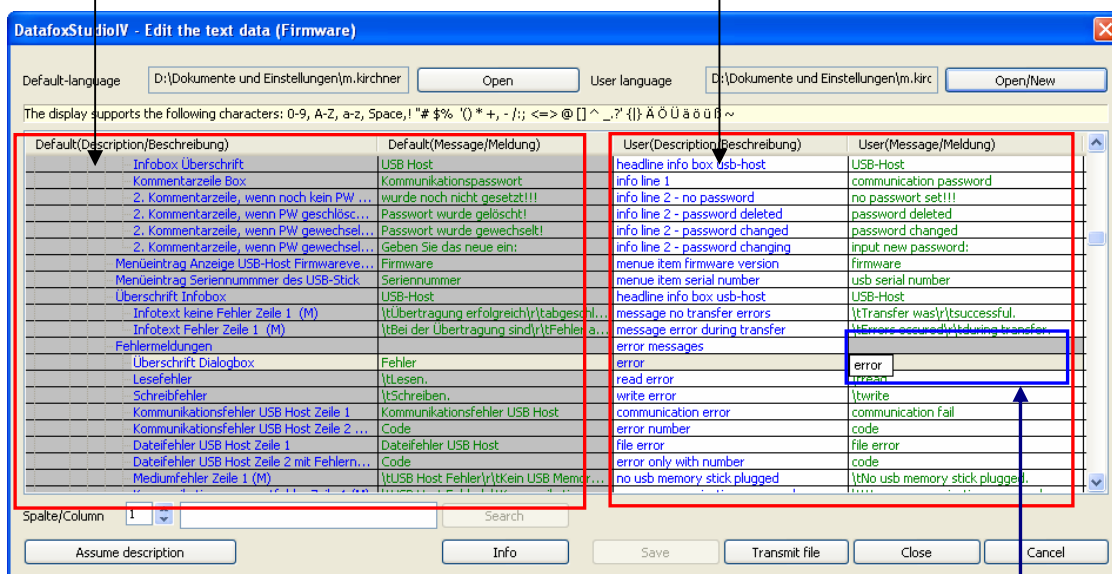 DatafoxStudioIV - Edit the text data (Firmware)
Default-language D:\Dokumente und Einstellungen\m.kirchner Open User language D:\Dokumente und Einstellungen\m.kirc Open/New
The display supports the following characters: 0-9, A-Z, a-z, Space,! "# $% '() * +, - /:; <=> @ [] ^ _.?' {|} Ä Ö Ü ä ö ü ß ~
Default(Description/Beschreibung) Default(Message/Meldung) User(Description/Beschreibung) User(Message/Meldung)
Infobox Überschrift USB Host headline info box usb-host USB-Host
Kommentarzeile Box Kommunikationspasswort info line 1 communication password
2. Kommentarzeile, wenn noch kein PW ... wurde noch nicht gesetzt!!! info line 2 - no password no passwort set!!!
2. Kommentarzeile, wenn PW geschlösc... Passwort wurde gelöscht! info line 2 - password deleted password deleted
2. Kommentarzeile, wenn PW gewechsel... Passwort wurde gewechselt! info line 2 - password changed password changed
2. Kommentarzeile, wenn PW gewechsel... Geben Sie das neue ein: info line 2 - password changing input new password:
Menüeintrag Anzeige USB-Host Firmwareve... Firmware menue item firmware version firmware
Menüeintrag Seriennummmer des USB-Stick Seriennummer menue item serial number usb serial number
Überschrift Infobox USB-Host headline info box usb-host USB-Host
Infotext keine Fehler Zeile 1 (M) \tÜbertragung erfolgreich\r\tabgeschl... message no transfer errors \tTransfer was\r\tsuccessful.
Infotext Fehler Zeile 1 (M) \tBei der Übertragung sind\r\tFehler a... message error during transfer \tErrors occured\r\tduring transfer.
Fehlermeldungen error messages
Überschrift Dialogbox Fehler error error
Lesefehler \tLesen. read error \tread
Schreibfehler \tSchreiben. write error \twrite
Kommunikationsfehler USB Host Zeile 1 Kommunikationsfehler USB Host communication error communication fail
Kommunikationsfehler USB Host Zeile 2 ... Code error number code
Dateifehler USB Host Zeile 1 Dateifehler USB Host file error file error
Dateifehler USB Host Zeile 2 mit Fehlern... Code error only with number code
Mediumfehler Zeile 1 (M) \tUSB Host Fehler\r\tKein USB Memor... no usb memory stick plugged \tNo usb memory stick plugged.
Spalte/Column 1 Search
Assume description Info Save Transmit file Close Cancel